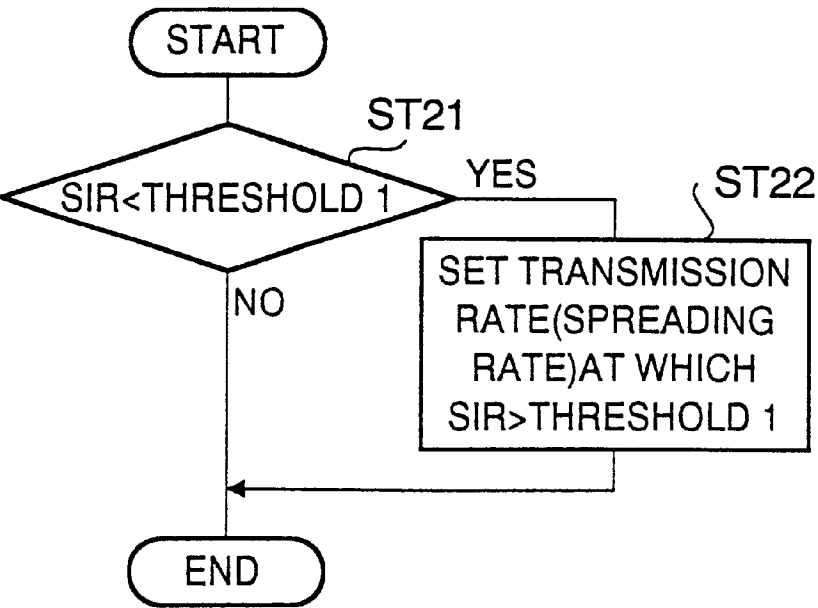 START
ST21
SIR<THRESHOLD 1
YES
ST22
SET TRANSMISSION
RATE(SPREADING
RATE)AT WHICH
SIR>THRESHOLD 1
NO
END